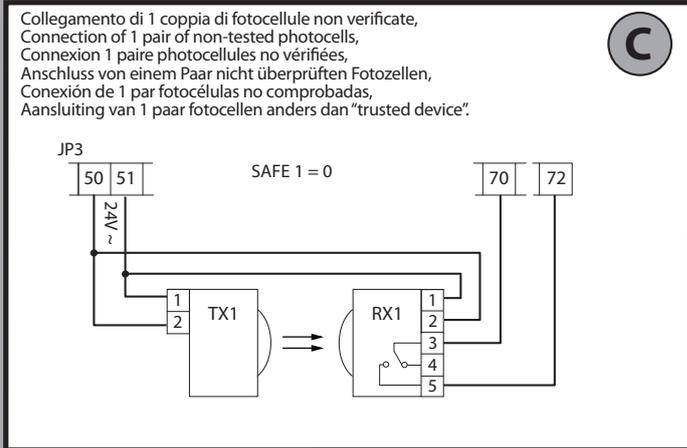 Collegamento di 1 coppia di fotocellule non verificate,
Connection of 1 pair of non-tested photocells,
Connexion 1 paire photocellules no vérifiées,
Anschluss von einem Paar nicht überprüften Fotozellen,
Conexión de 1 par fotocélulas no comprobadas,
Aansluiting van 1 paar fotocellen anders dan “trusted device”.
C
JP3
50 51
SAFE 1 = 0
70 72
24V ~
1
2
TX1
RX1
1
2
3
4
5